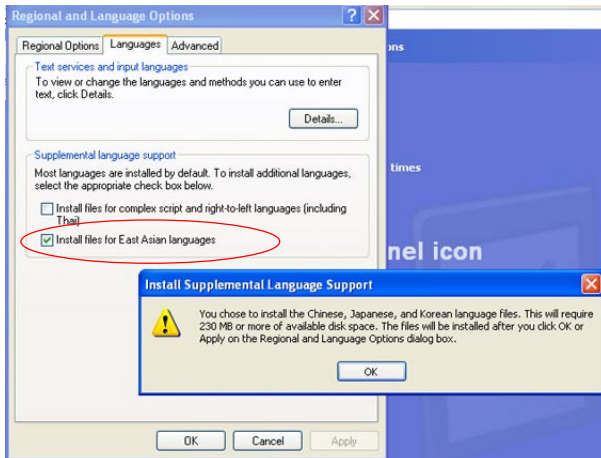 Regional and Language Options
Regional Options Languages Advanced
Text services and input languages
To view or change the languages and methods you can use to enter
text, click Details.
Details...
Supplemental language support
Most languages are installed by default. To install additional languages,
select the appropriate check box below.
Install files for complex script and right-to-left languages (including
Thai)
Install files for East Asian languages
ons
times
nel icon
Install Supplemental Language Support
You chose to install the Chinese, Japanese, and Korean language files. This will require
230 MB or more of available disk space. The files will be installed after you click OK or
Apply on the Regional and Language Options dialog box.
OK
OK Cancel Apply